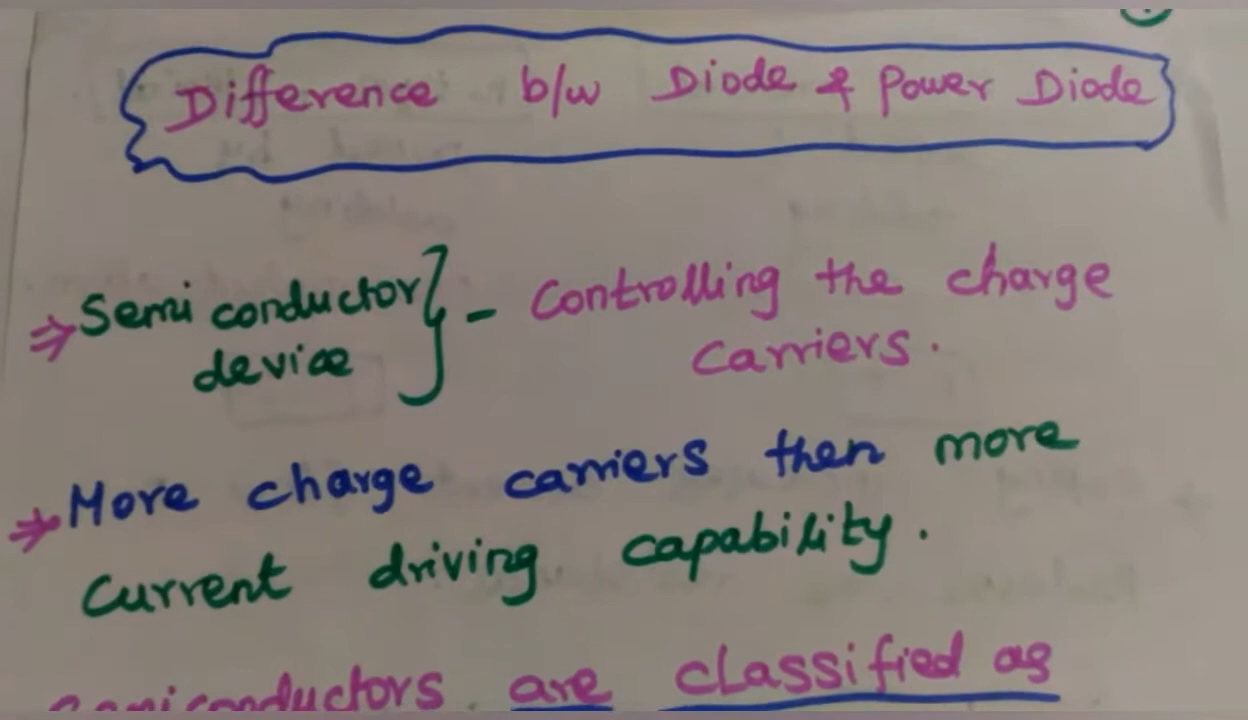 Difference b/w Diode & Power Diode
⇒ Semi conductor device } - Controlling the charge carriers.
⇒ More charge carriers then more
Current driving capability.
Semiconductors are classified as